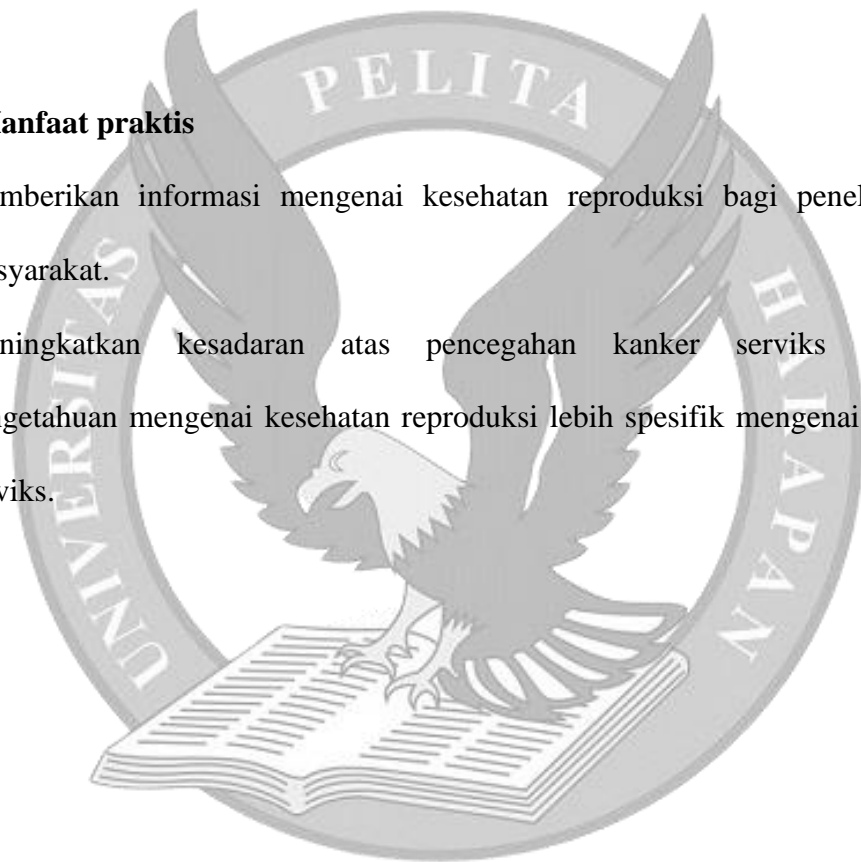 UNIVERSITAS PELITA HARAPAN
anfaat praktis
mberikan informasi mengenai kesehatan reproduksi bagi penel
syarakat.
ningkatkan kesadaran atas pencegahan kanker serviks
ngetahuan mengenai kesehatan reproduksi lebih spesifik mengenai
viks.